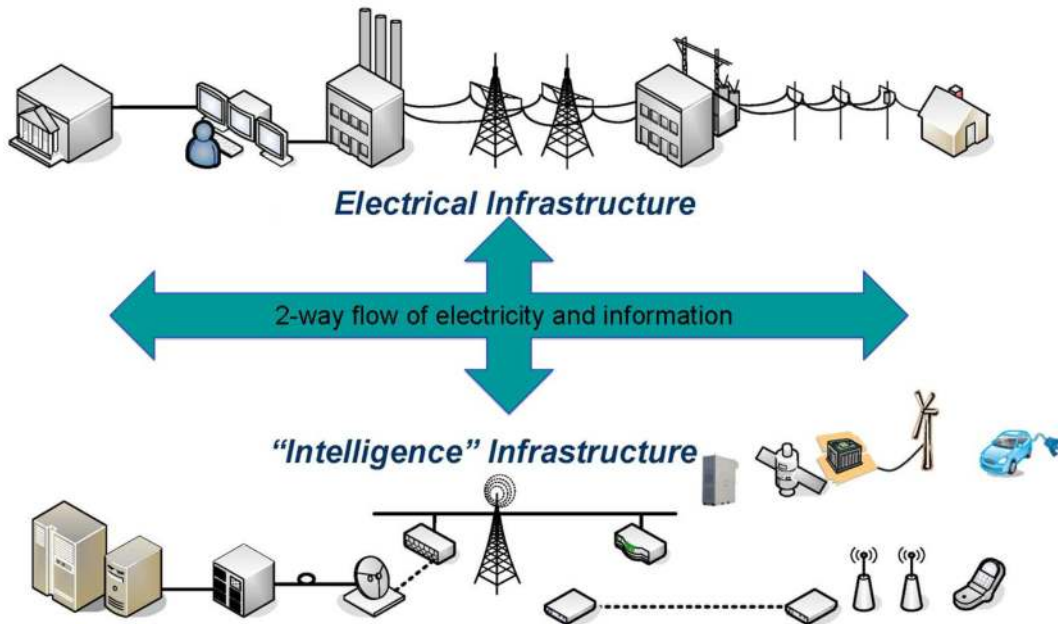 Electrical Infrastructure
2-way flow of electricity and information
“Intelligence” Infrastructure